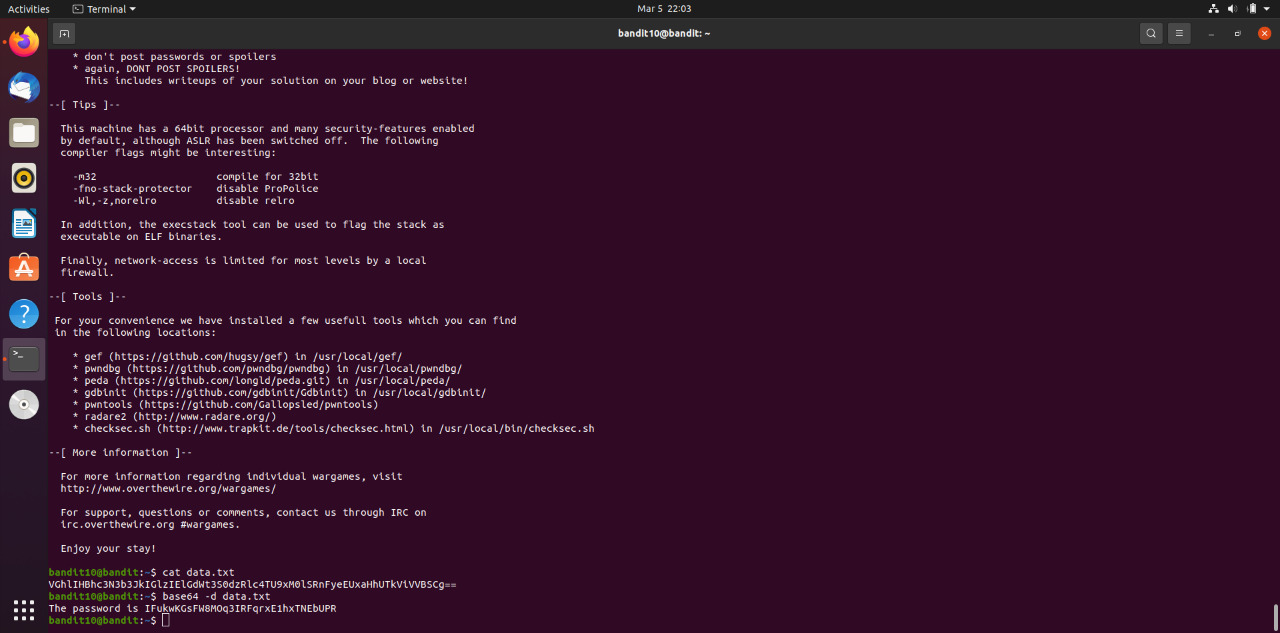 Activities
Terminal
Mar 5 22:03
bandit10@bandit: ~
* don't post passwords or spoilers
* again, DONT POST SPOILERS!
This includes writeups of your solution on your blog or website!
--[ Tips ]--
This machine has a 64bit processor and many security-features enabled
by default, although ASLR has been switched off.  The following
compiler flags might be interesting:
-m32                    compile for 32bit
-fno-stack-protector    disable ProPolice
-Wl,-z,norelro          disable relro
In addition, the execstack tool can be used to flag the stack as
executable on ELF binaries.
Finally, network-access is limited for most levels by a local
firewall.
--[ Tools ]--
For your convenience we have installed a few usefull tools which you can find
in the following locations:
* gef (https://github.com/hugsy/gef) in /usr/local/gef/
* pwndbg (https://github.com/pwndbg/pwndbg) in /usr/local/pwndbg/
* peda (https://github.com/longld/peda.git) in /usr/local/peda/
* gdbinit (https://github.com/gdbinit/Gdbinit) in /usr/local/gdbinit/
* pwntools (https://github.com/Gallopsled/pwntools)
* radare2 (http://www.radare.org/)
* checksec.sh (http://www.trapkit.de/tools/checksec.html) in /usr/local/bin/checksec.sh
--[ More information ]--
For more information regarding individual wargames, visit
http://www.overthewire.org/wargames/
For support, questions or comments, contact us through IRC on
irc.overthewire.org #wargames.
Enjoy your stay!
bandit10@bandit:~$ cat data.txt
VGhlIHBhc3N3b3JkIGlzIElGdWt3S0dzRlc4TU9xM0lSRnFyeEUxaHhUTkViVVBSCg==
bandit10@bandit:~$ base64 -d data.txt
The password is IFukwKGsFW8MOq3IRFqrxE1hxTNEbUPR
bandit10@bandit:~$